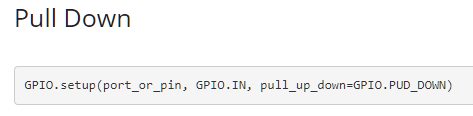 Pull Down
GPIO.setup(port_or_pin, GPIO.IN, pull_up_down=GPIO.PUD_DOWN)